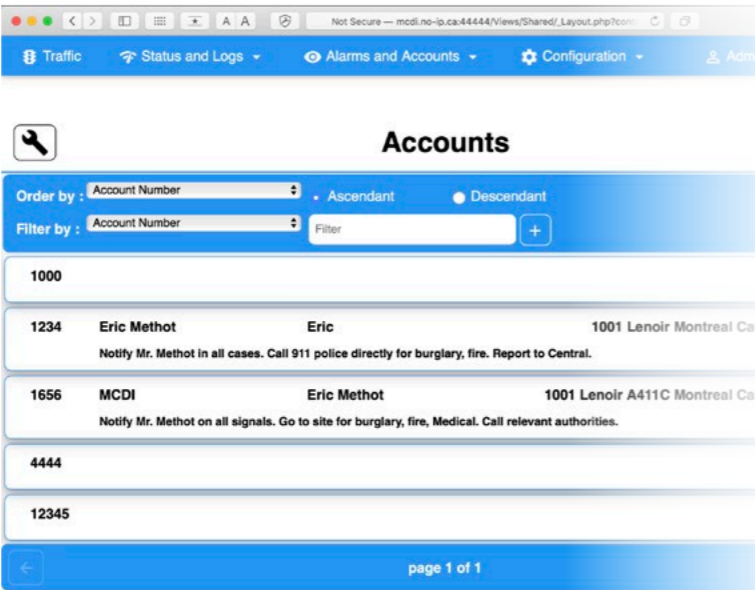 Not Secure — mcdi.no-ip.ca:44444/Views/Shared/_Layout.php?con
Traffic Status and Logs Alarms and Accounts Configuration Adm
Accounts
Order by : Account Number Ascendant Descendant
Filter by : Account Number Filter +
1000
1234 Eric Methot Eric 1001 Lenoir Montreal Ca
Notify Mr. Methot in all cases. Call 911 police directly for burglary, fire. Report to Central.
1656 MCDI Eric Methot 1001 Lenoir A411C Montreal Ca
Notify Mr. Methot on all signals. Go to site for burglary, fire, Medical. Call relevant authorities.
4444
12345
page 1 of 1